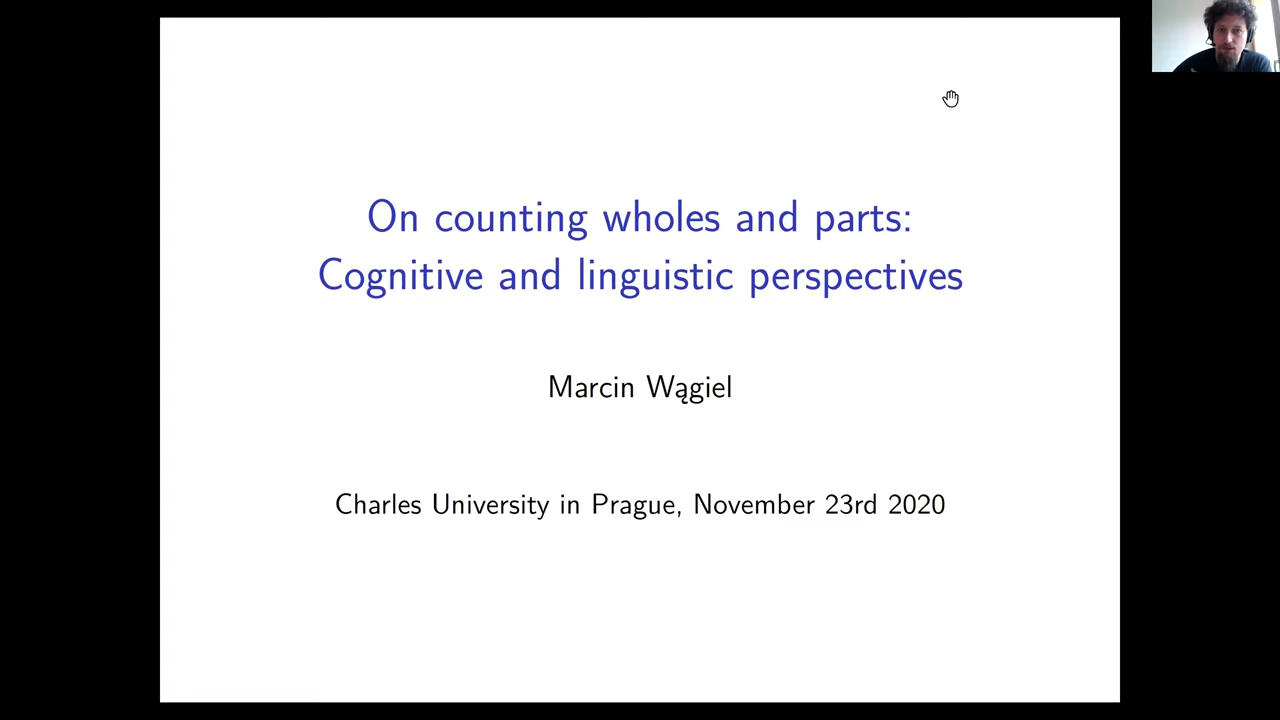 On counting wholes and parts:
Cognitive and linguistic perspectives
Marcin Wągiel
Charles University in Prague, November 23rd 2020